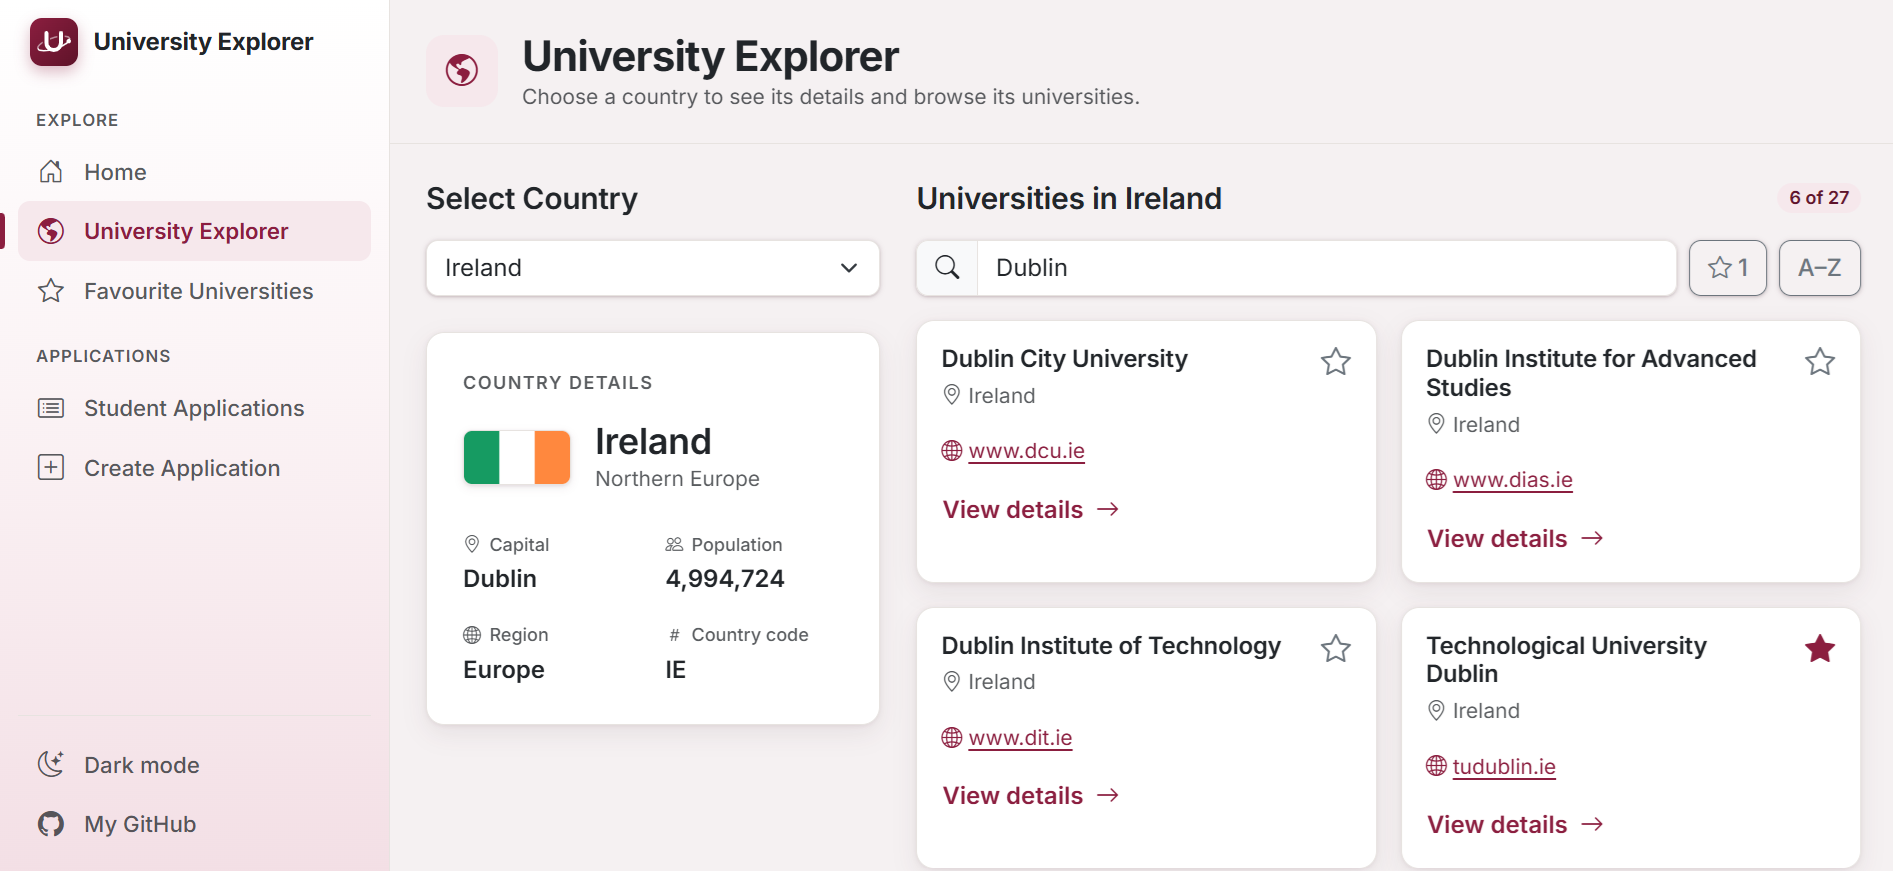 University Explorer
EXPLORE
Home
University Explorer
Favourite Universities
APPLICATIONS
Student Applications
Create Application
Dark mode
My GitHub
University Explorer
Choose a country to see its details and browse its universities.
Select Country
Ireland
COUNTRY DETAILS
Ireland
Northern Europe
Capital
Dublin
Population
4,994,724
Region
Europe
# Country code
IE
Universities in Ireland
6 of 27
Dublin
1
A–Z
Dublin City University
Ireland
www.dcu.ie
View details →
Dublin Institute for Advanced
Studies
Ireland
www.dias.ie
View details →
Dublin Institute of Technology
Ireland
www.dit.ie
View details →
Technological University
Dublin
Ireland
tudublin.ie
View details →